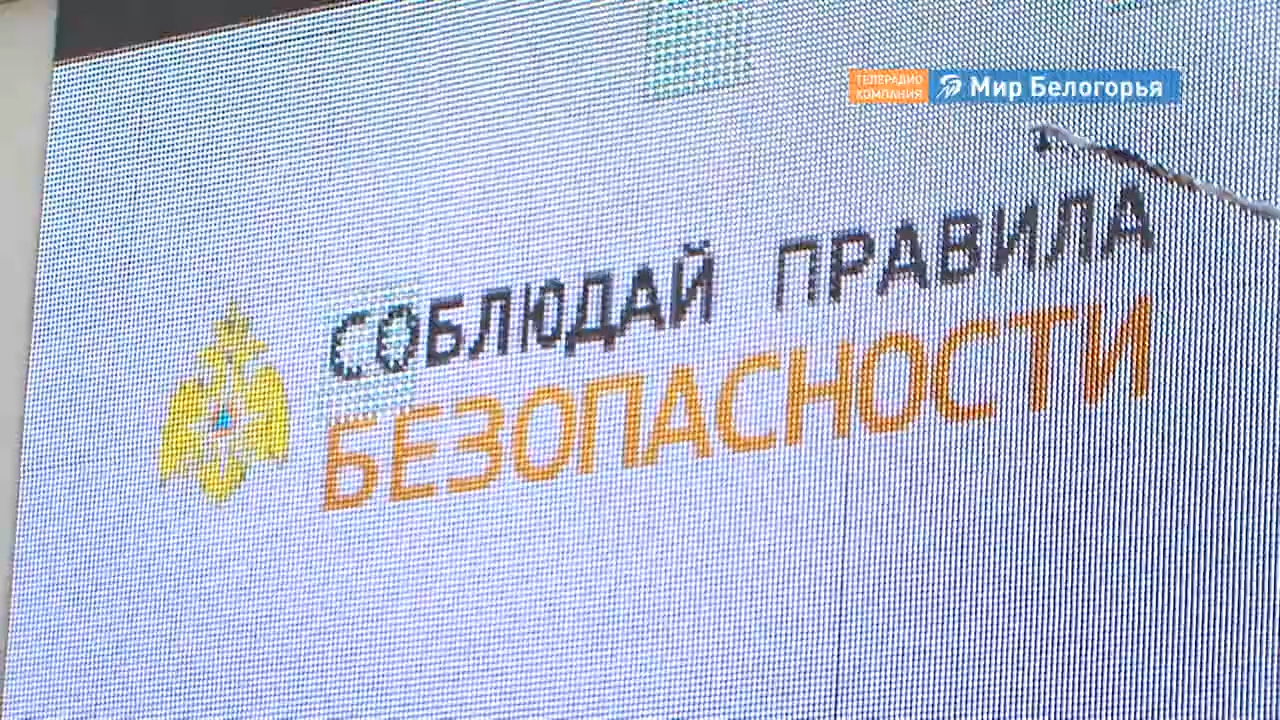 ТЕЛЕРАДИО
КОМПАНИЯ
Мир Белогорья
СОБЛЮДАЙ ПРАВИЛА
БЕЗОПАСНОСТИ